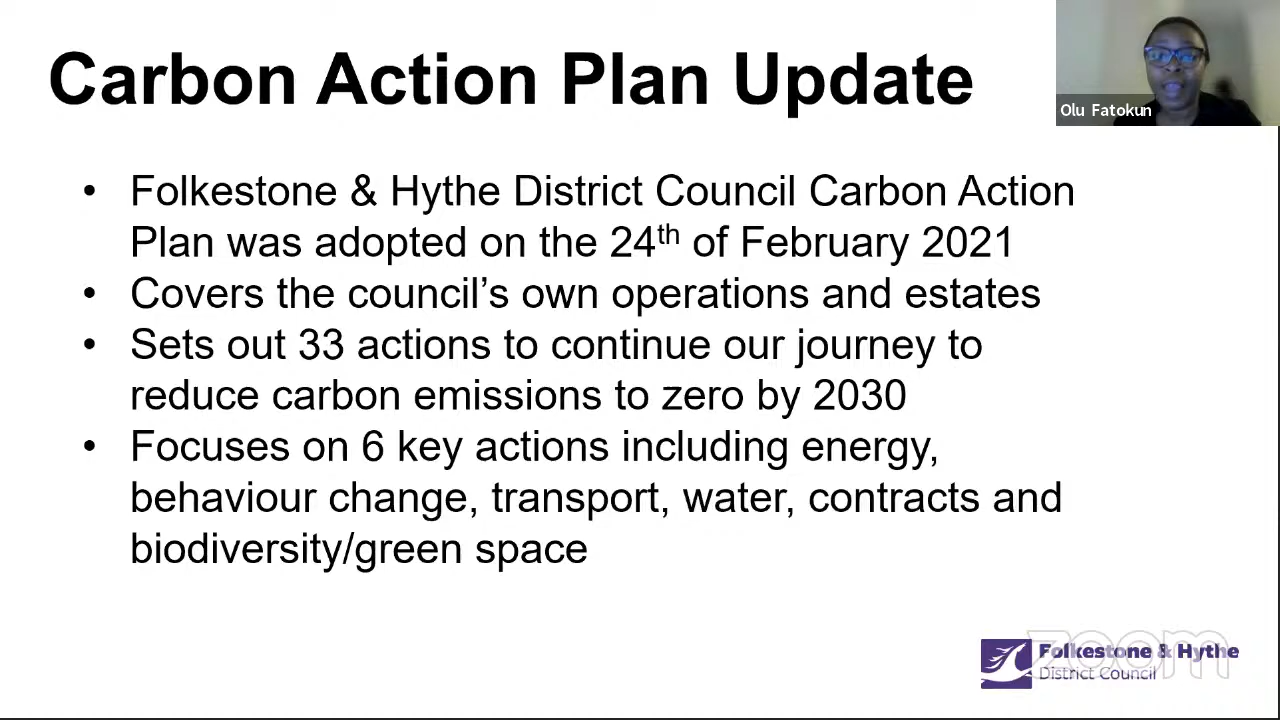 Carbon Action Plan Update
Olu Fatokun
• Folkestone & Hythe District Council Carbon Action
Plan was adopted on the 24th of February 2021
• Covers the council’s own operations and estates
• Sets out 33 actions to continue our journey to
reduce carbon emissions to zero by 2030
• Focuses on 6 key actions including energy,
behaviour change, transport, water, contracts and
biodiversity/green space
zoom
Folkestone & Hythe
District Council